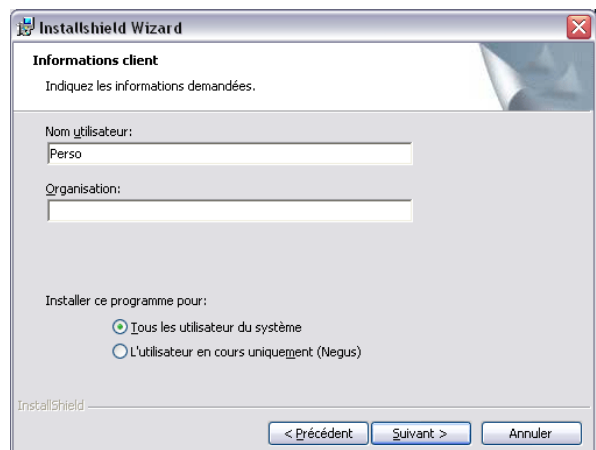 Installshield Wizard
Informations client
Indiquez les informations demandées.
Nom utilisateur:
Perso
Organisation:
Installer ce programme pour:
Tous les utilisateur du système
L'utilisateur en cours uniquement (Negus)
InstallShield
< Précédent
Suivant >
Annuler